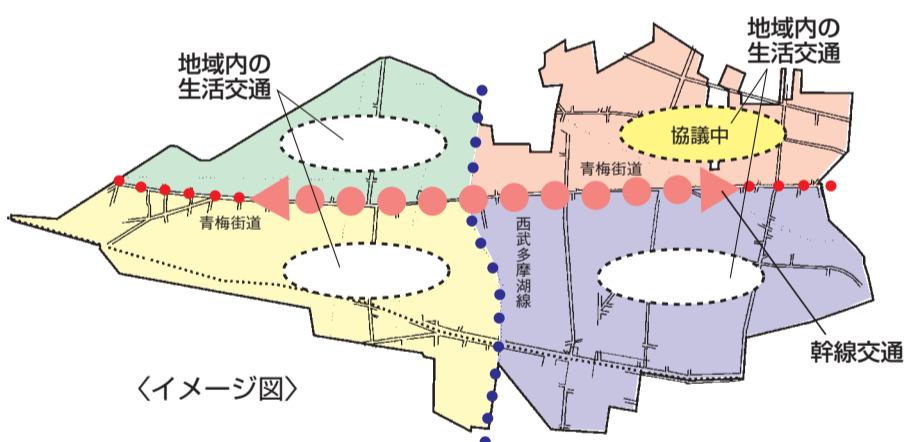 地域内の
生活交通
地域内の
生活交通
協議中
青梅街道
青梅街道
西武多摩湖線
幹線交通
〈イメージ図〉